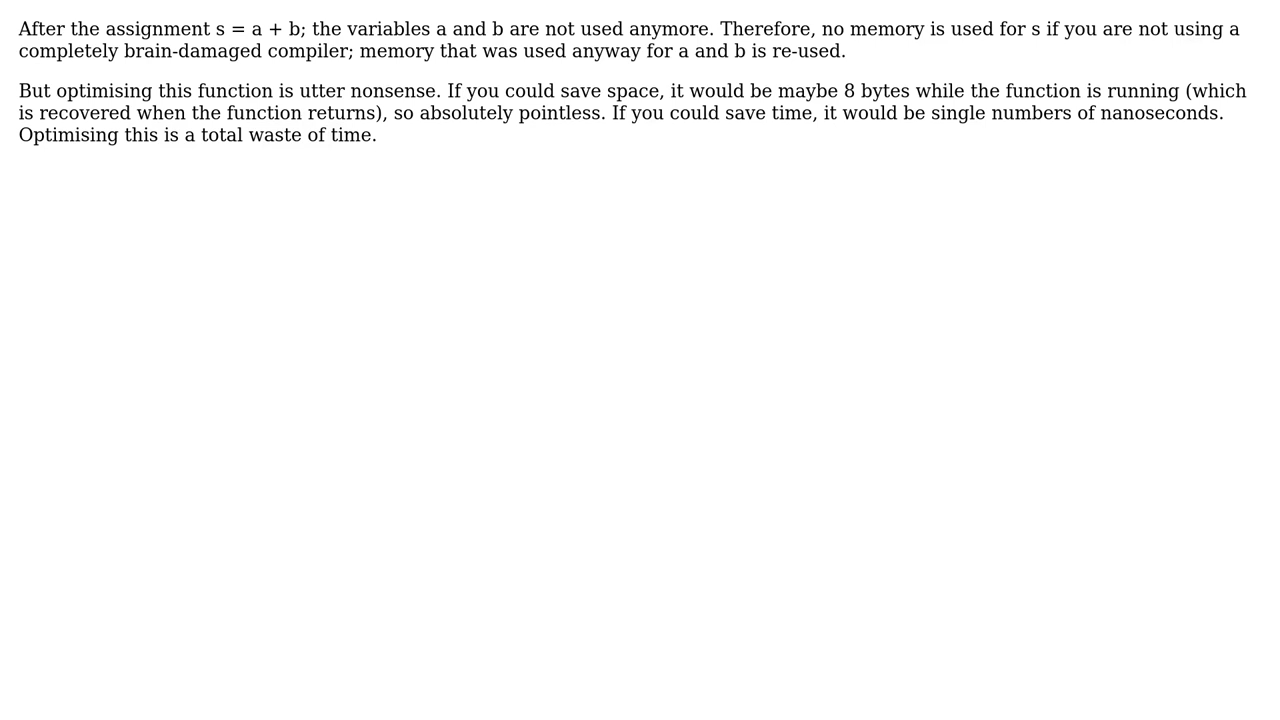 After the assignment s = a + b; the variables a and b are not used anymore. Therefore, no memory is used for s if you are not using a
completely brain-damaged compiler; memory that was used anyway for a and b is re-used.
But optimising this function is utter nonsense. If you could save space, it would be maybe 8 bytes while the function is running (which
is recovered when the function returns), so absolutely pointless. If you could save time, it would be single numbers of nanoseconds.
Optimising this is a total waste of time.